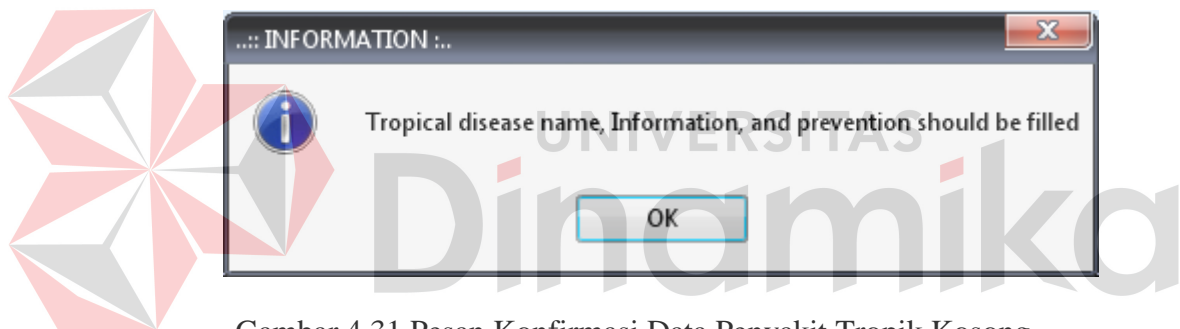 ..:: INFORMATION :..
Tropical disease name, Information, and prevention should be filled
OK
UNIVERSITAS
Dinamika
Gambar 4.31 Pesan Konfirmasi Data Penyakit Tropik Kosong